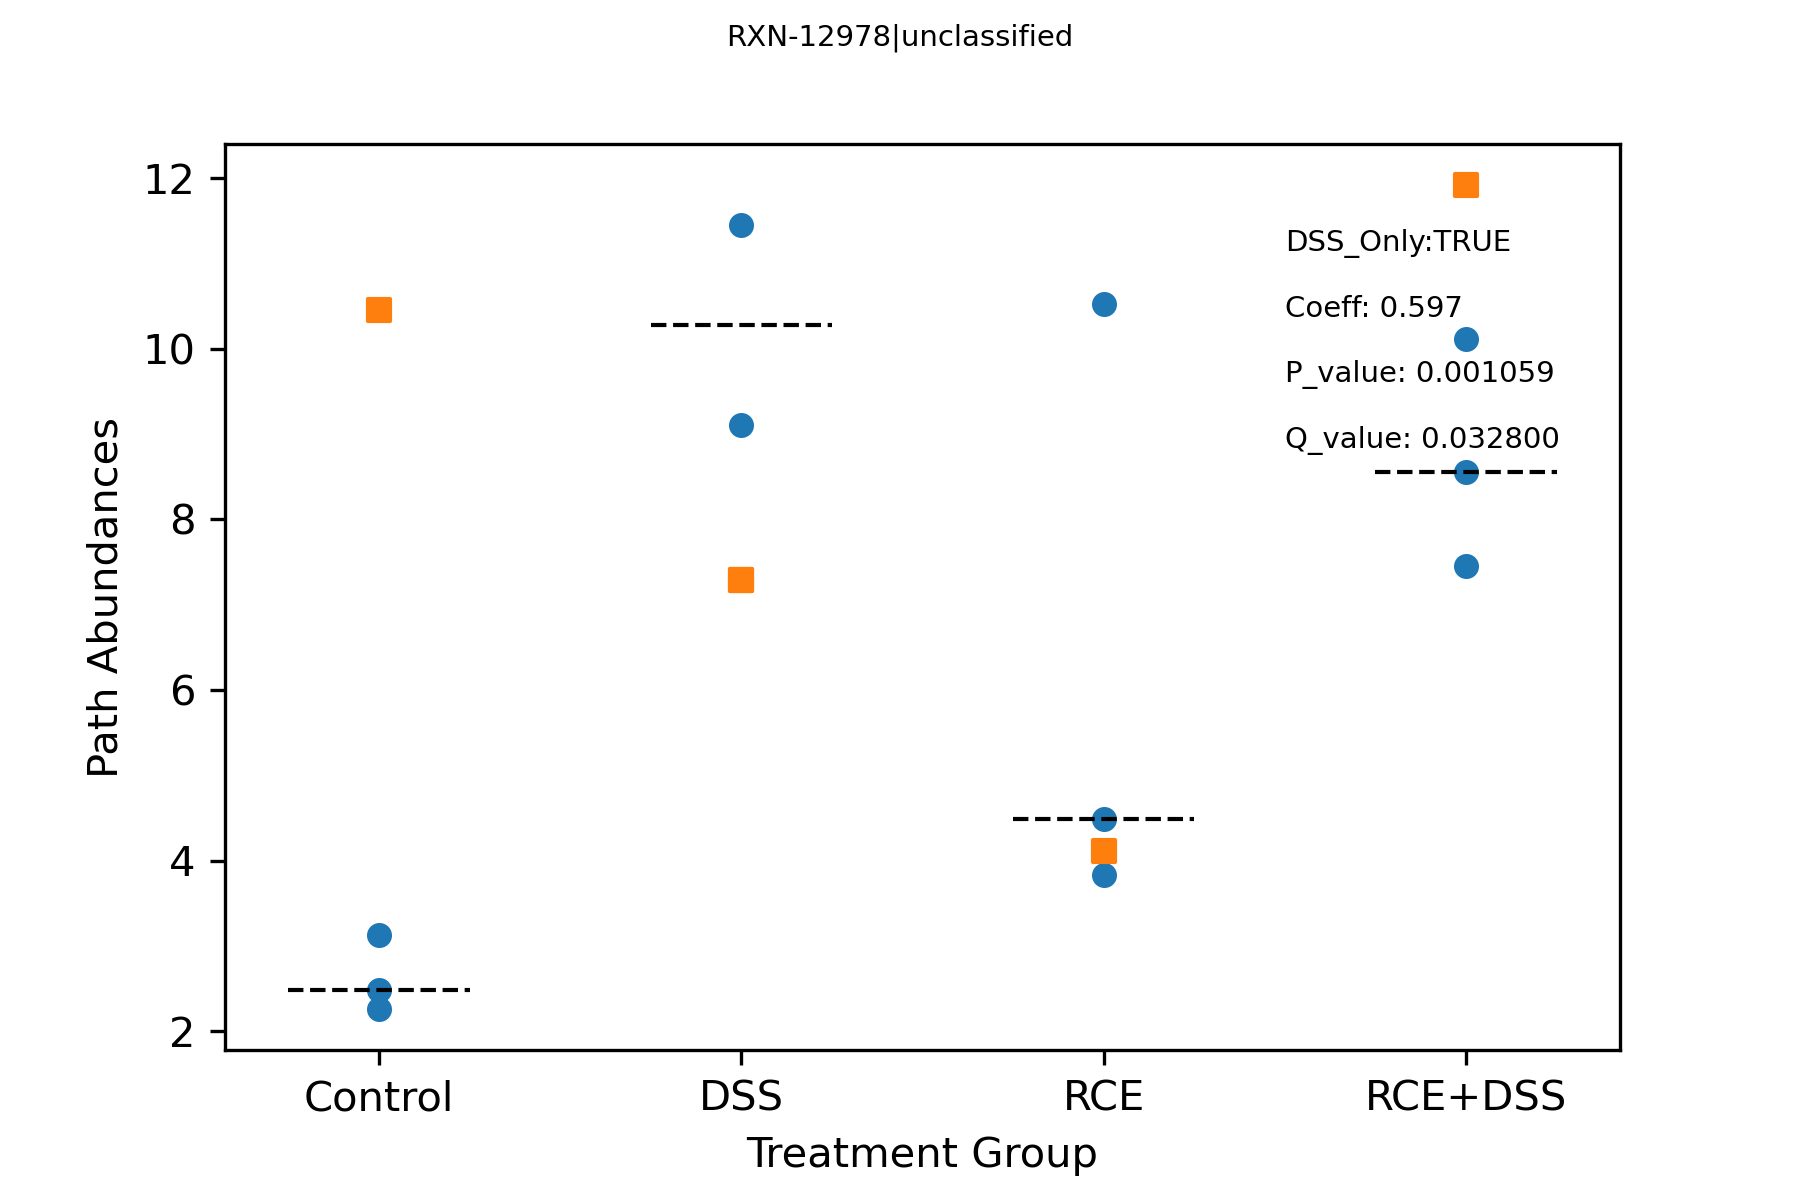 RXN-12978|unclassified
12
10
8
6
4
2
Path Abundances
DSS_Only:TRUE
Coeff: 0.597
P_value: 0.001059
Q_value: 0.032800
Control
DSS
RCE
RCE+DSS
Treatment Group